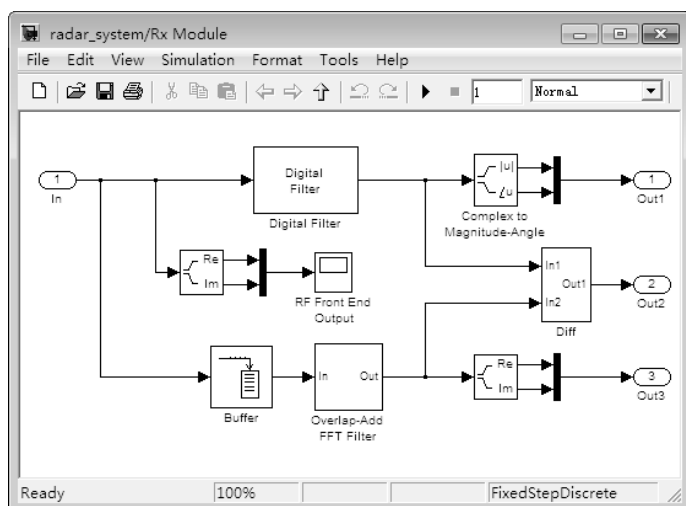 radar_system/Rx Module
File Edit View Simulation Format Tools Help
1 Normal
1
In
Digital
Filter
Digital Filter
|u|
∠u
Complex to
Magnitude-Angle
1
Out1
Re
Im
RF Front End
Output
In1
In2
Out1
Diff
2
Out2
Buffer
In Out
Overlap-Add
FFT Filter
Re
Im
3
Out3
Ready 100% FixedStepDiscrete